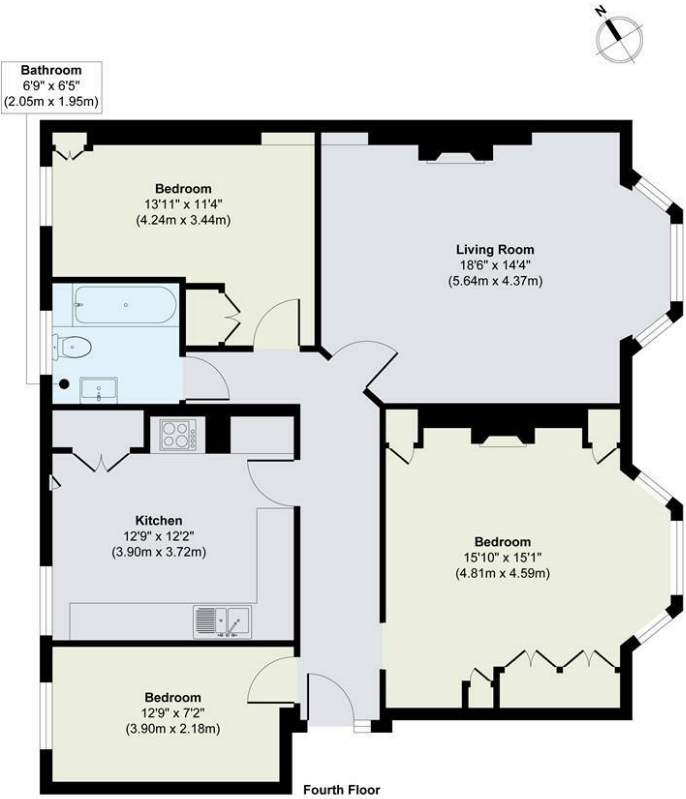 N
Bathroom
6'9" x 6'5"
(2.05m x 1.95m)
Bedroom
13'11" x 11'4"
(4.24m x 3.44m)
Living Room
18'6" x 14'4"
(5.64m x 4.37m)
Kitchen
12'9" x 12'2"
(3.90m x 3.72m)
Bedroom
15'10" x 15'1"
(4.81m x 4.59m)
Bedroom
12'9" x 7'2"
(3.90m x 2.18m)
Fourth Floor